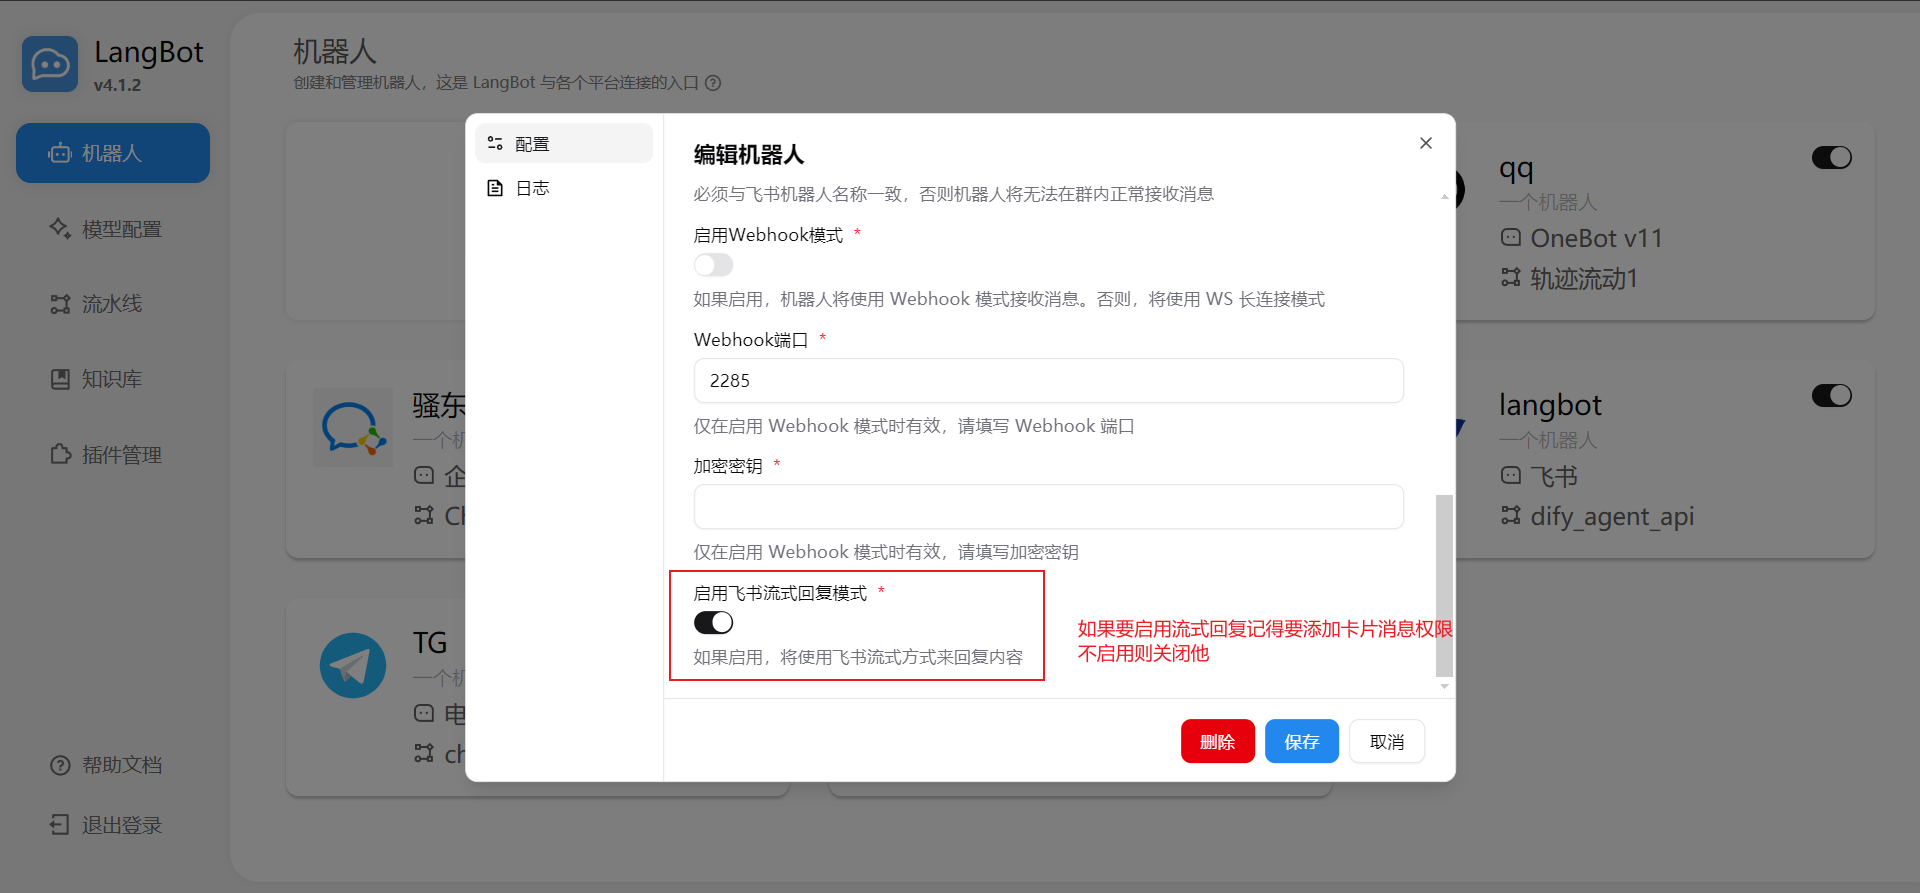 LangBot
v4.1.2
机器人
模型配置
流水线
知识库
插件管理
帮助文档
退出登录
机器人
创建和管理机器人，这是 LangBot 与各个平台连接的入口
骚东
一个机
企
Ch
TG
一个机
电
ch
qq
一个机器人
OneBot v11
轨迹流动1
langbot
一个机器人
飞书
dify_agent_api
配置
日志
编辑机器人
必须与飞书机器人名称一致，否则机器人将无法在群内正常接收消息
启用Webhook模式 *
如果启用，机器人将使用 Webhook 模式接收消息。否则，将使用 WS 长连接模式
Webhook端口 *
2285
仅在启用 Webhook 模式时有效，请填写 Webhook 端口
加密密钥 *
仅在启用 Webhook 模式时有效，请填写加密密钥
启用飞书流式回复模式 *
如果启用，将使用飞书流式方式来回复内容
如果要启用流式回复记得要添加卡片消息权限
不启用则关闭他
删除
保存
取消